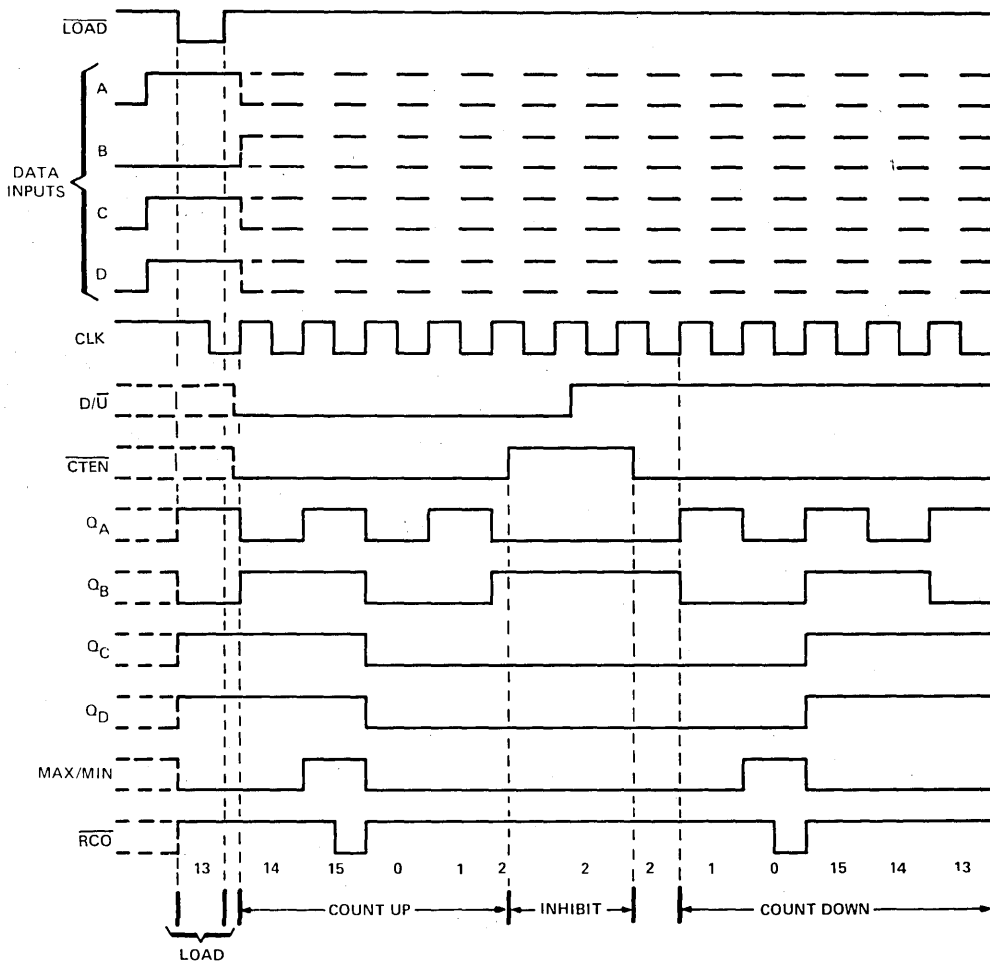 LOAD
A
B
DATA
INPUTS
C
D
CLK
D/U
CTEN
QA
QB
QC
QD
MAX/MIN
RCO
13 14 15 0 1 2 2 2 1 0 15 14 13
COUNT UP INHIBIT COUNT DOWN
LOAD